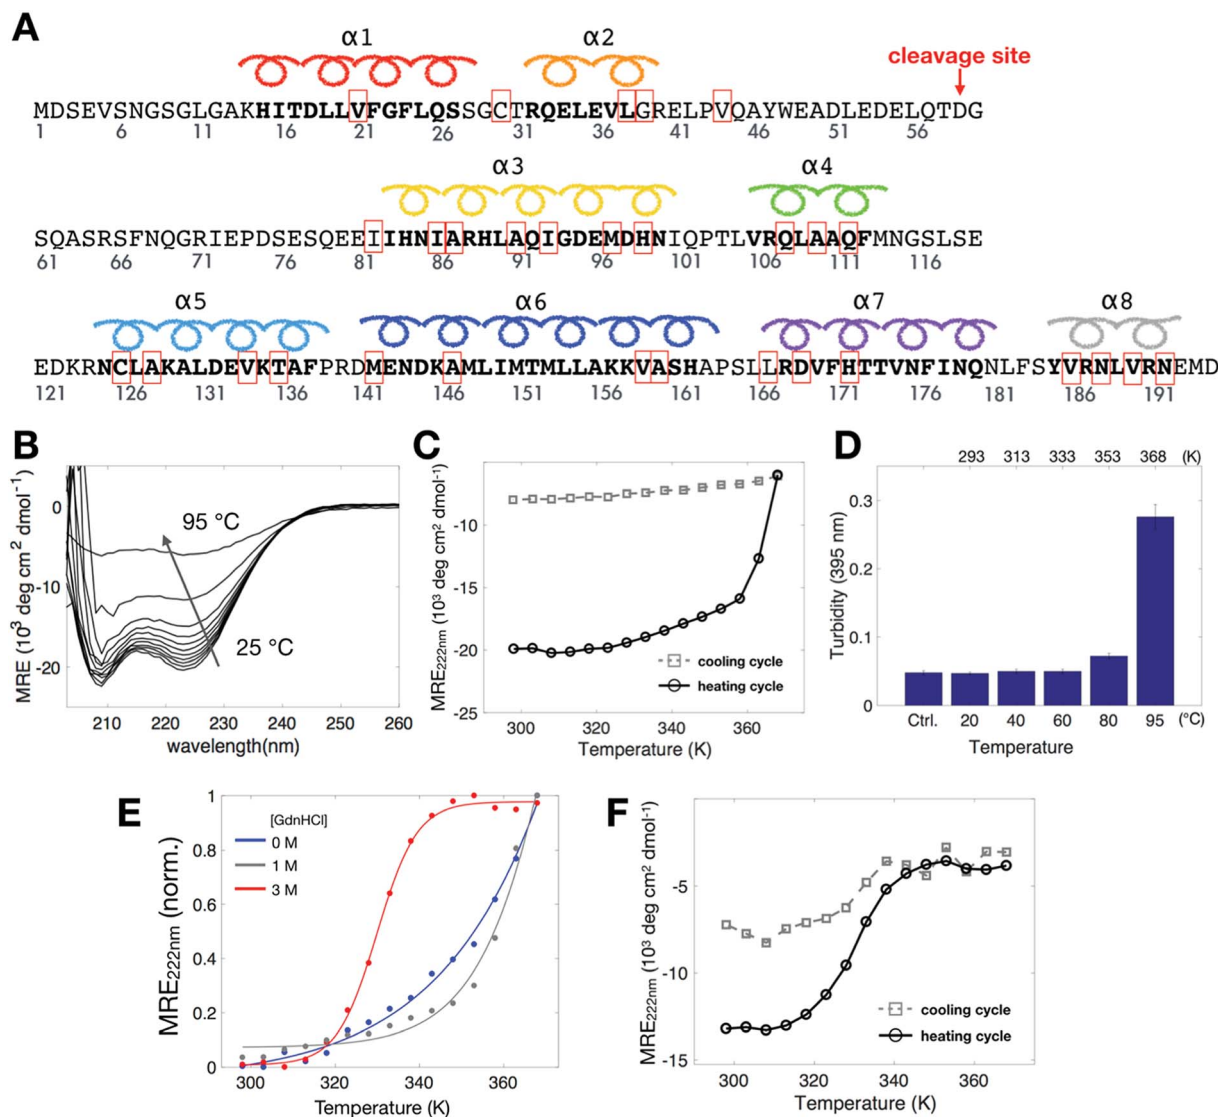 A
α1
α2
cleavage site
MDSEVSNGSGLGAKHITDLLVFGFLQSSGCTRQELEVLGRELPVQAYWEADLEDELQTDG
1 6 11 16 21 26 31 36 41 46 51 56
α3
α4
SQASRSFNQGRIEPDSESQEEIIHNIARHLAQIGDEMDHNIQPTLVRQLAAQFMNGSLSE
61 66 71 76 81 86 91 96 101 106 111 116
α5
α6
α7
α8
EDKRNCLAKALDEVKTAFPRDMENDKAMLIMTMLLAKKVASHAPSLLRDVFHTTVNFINQNLFSYVRNLVRNEMD
121 126 131 136 141 146 151 156 161 166 171 176 181 186 191
B
MRE (10³ deg cm² dmol⁻¹)
0
-10
-20
95 °C
25 °C
210 220 230 240 250 260
wavelength(nm)
C
MRE222nm (10³ deg cm² dmol⁻¹)
-10
-15
-20
-25
cooling cycle
heating cycle
300 320 340 360
Temperature (K)
D
293 313 333 353 368 (K)
Turbidity (395 nm)
0.3
0.2
0.1
0
Ctrl. 20 40 60 80 95 (°C)
Temperature
E
MRE222nm (norm.)
1
0.8
0.6
0.4
0.2
0
[GdnHCl]
0 M
1 M
3 M
300 320 340 360
Temperature (K)
F
MRE222nm (10³ deg cm² dmol⁻¹)
-5
-10
-15
cooling cycle
heating cycle
300 320 340 360
Temperature (K)